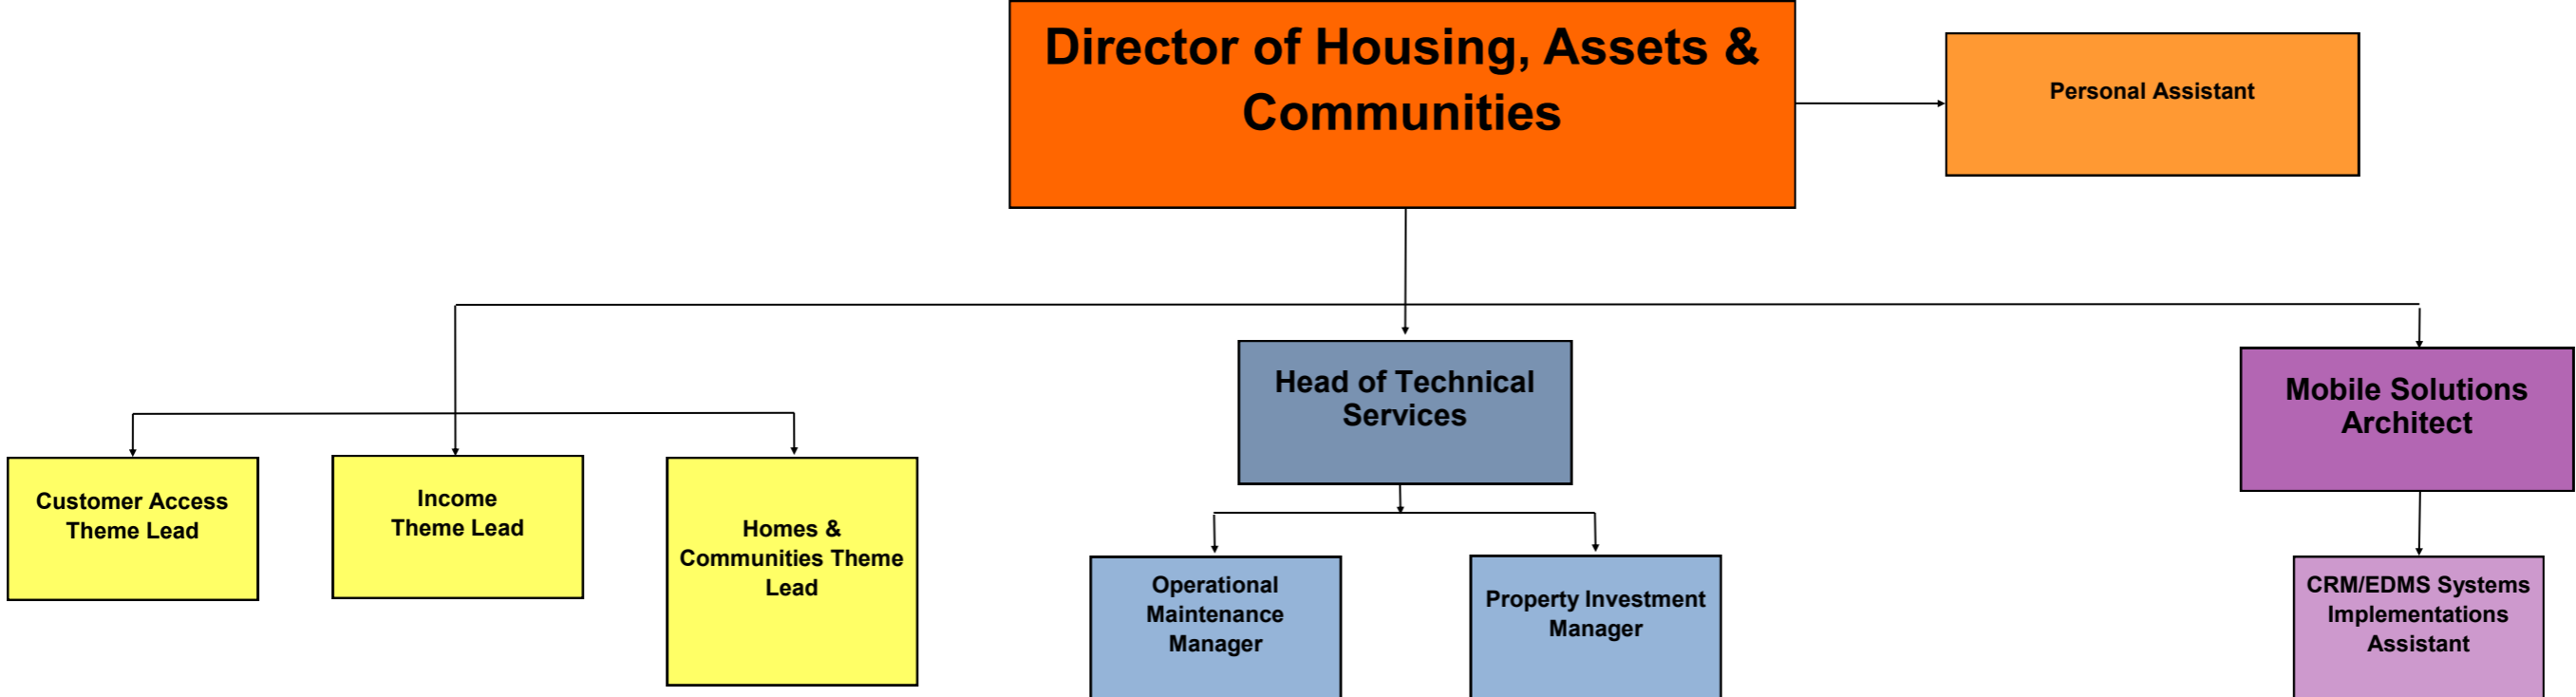 Director of Housing, Assets &
Communities
Personal Assistant
Head of Technical
Services
Mobile Solutions
Architect
Customer Access
Theme Lead
Income
Theme Lead
Homes &
Communities Theme
Lead
Operational
Maintenance
Manager
Property Investment
Manager
CRM/EDMS Systems
Implementations
Assistant